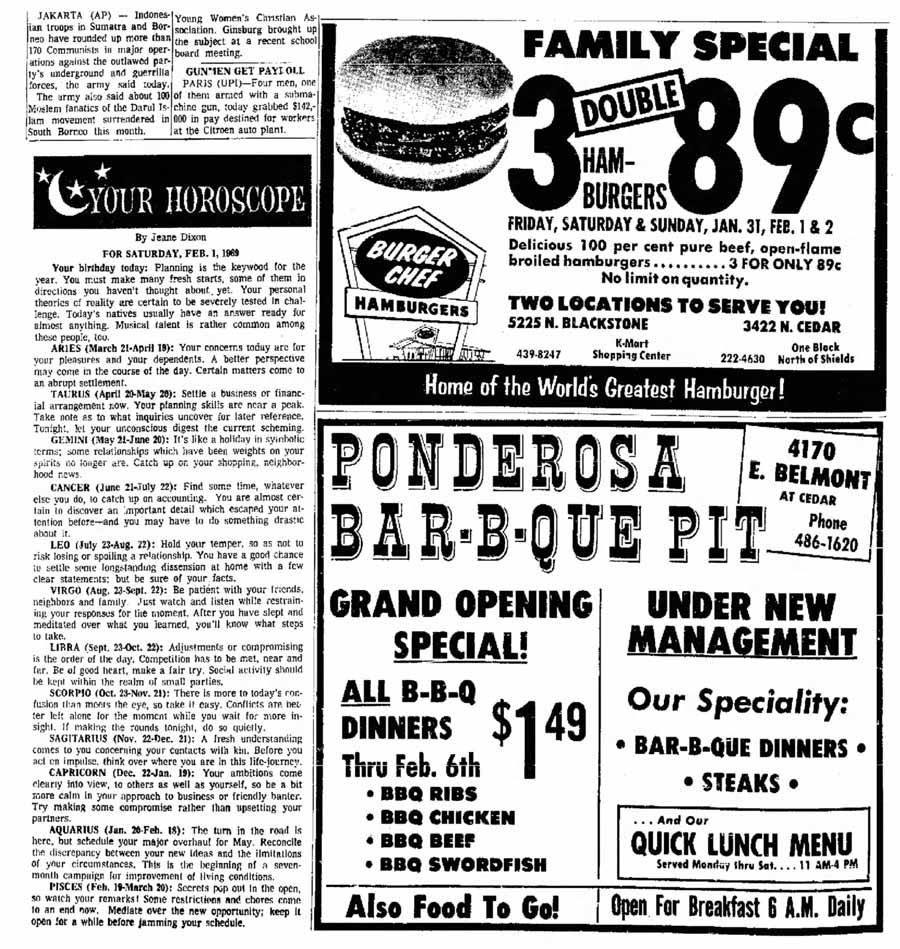 JAKARTA (AP) — Indones-
ian troops in Sumatra and Bor-
neo have rounded up more than
170 Communists in major oper-
ations against the outlawed par-
ty's underground and guerrilla
forces, the army said today.
The army also said about 100
Moslem fanatics of the Darul Is-
lam movement surrendered in
South Borneo this month.
Young Women's Christian As-
sociation. Ginsburg brought up
the subject at a recent school
board meeting.
GUNMEN GET PAYROLL
PARIS (UPI)—Four men, one
of them armed with a subma-
chine gun, today grabbed $142,-
000 in pay destined for workers
at the Citroen auto plant.
YOUR HOROSCOPE
By Jeane Dixon
FOR SATURDAY, FEB. 1, 1969
Your birthday today: Planning is the keywod for the
year. You must make many fresh starts, some of them in
directions you haven't thought about yet. Your personal
theories of reality are certain to be severely tested in chal-
lenge. Today's natives usually have an answer ready for
almost anything. Musical talent is rather common among
these people, too.
ARIES (March 21-April 19): Your concerns today are for
your pleasures and your dependents. A better perspective
may come in the course of the day. Certain matters come to
an abrupt settlement.
TAURUS (April 20-May 20): Settle a business or financ-
ial arrangement now. Your planning skills are near a peak.
Take note as to what inquiries uncover for later reference.
Tonight, let your unconscious digest the current scheming.
GEMINI (May 21-June 20): It's like a holiday in symbolic
terms; some relationships which have been weights on your
spirits no longer are. Catch up on your shopping, neighbor-
hood news.
CANCER (June 21-July 22): Find some time, whatever
else you do, to catch up on accounting. You are almost cer-
tain to discover an important detail which escaped your at-
tention before—and you may have to do something drastic
about it.
LEO (July 23-Aug. 22): Hold your temper, so as not to
risk losing or spoiling a relationship. You have a good chance
to settle some longstanding dissension at home with a few
clear statements; but be sure of your facts.
VIRGO (Aug. 23-Sept. 22): Be patient with your friends,
neighbors and family. Just watch and listen while restrain-
ing your responses for the moment. After you have slept and
meditated over what you learned, you'll know what steps
to take.
LIBRA (Sept. 23-Oct. 22): Adjustments or compromising
is the order of the day. Competition has to be met, near and
far. Be of good heart, make a fair try. Social activity should
be kept within the realm of small parties.
SCORPIO (Oct. 23-Nov. 21): There is more to today's con-
fusion than meets the eye, so take it easy. Conflicts are bet-
ter left alone for the moment while you wait for more in-
sight. If making the rounds tonight, do so quietly.
SAGITARIUS (Nov. 22-Dec. 21): A fresh understanding
comes to you concerning your contacts with kin. Before you
act on impulse, think over where you are in this life-journey.
CAPRICORN (Dec. 22-Jan. 19): Your ambitions come
clearly into view, to others as well as yourself, so be a bit
more calm in your approach to business or friendly banter.
Try making some compromise rather than upsetting your
partners.
AQUARIUS (Jan. 20-Feb. 18): The turn in the road is
here, but schedule your major overhaul for May. Reconcile
the discrepancy between your new ideas and the limitations
of your circumstances. This is the beginning of a seven-
month campaign for improvement of living conditions.
PISCES (Feb. 19-March 20): Secrets pop out in the open,
so watch your remarks! Some restrictions and chores come
to an end now. Mediate over the new opportunity; keep it
open for a while before jamming your schedule.
FAMILY SPECIAL
3 DOUBLE HAM-
BURGERS 89c
FRIDAY, SATURDAY & SUNDAY, JAN. 31, FEB. 1 & 2
Delicious 100 per cent pure beef, open-flame
broiled hamburgers.......... 3 FOR ONLY 89c
No limit on quantity.
BURGER
CHEF
HAMBURGERS
TWO LOCATIONS TO SERVE YOU!
5225 N. BLACKSTONE
439-8247
K-Mart
Shopping Center
3422 N. CEDAR
222-4630
One Block
North of Shields
Home of the World's Greatest Hamburger!
PONDEROSA
BAR-B-QUE PIT
4170
E. BELMONT
AT CEDAR
Phone
486-1620
GRAND OPENING
SPECIAL!
ALL B-B-Q
DINNERS $1 49
Thru Feb. 6th
• BBQ RIBS
• BBQ CHICKEN
• BBQ BEEF
• BBQ SWORDFISH
UNDER NEW
MANAGEMENT
Our Speciality:
• BAR-B-QUE DINNERS •
• STEAKS •
... And Our
QUICK LUNCH MENU
Served Monday thru Sat.... 11 AM-4 PM
Also Food To Go!
Open For Breakfast 6 A.M. Daily